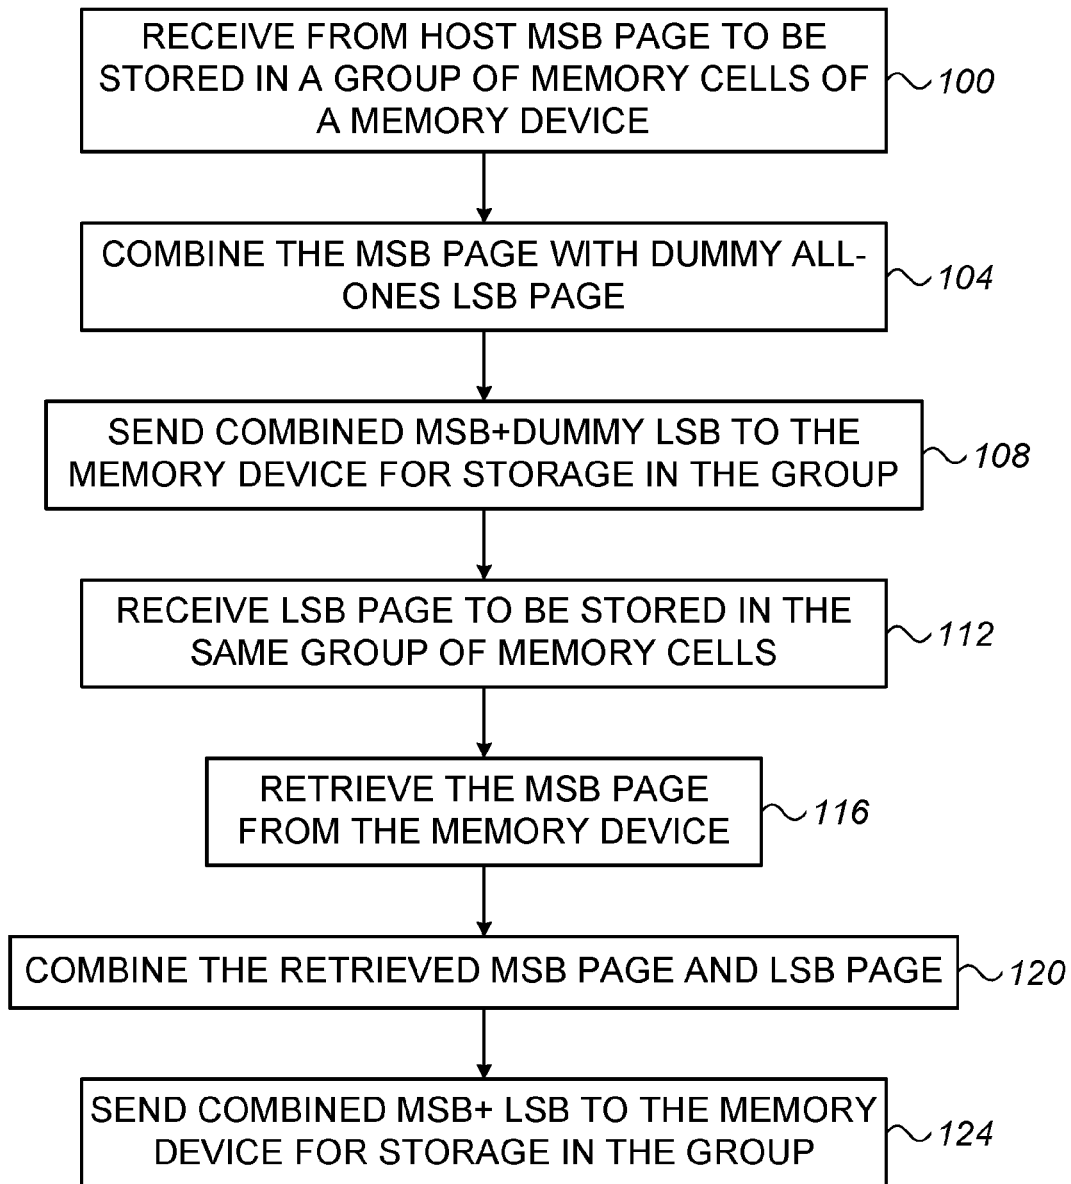 RECEIVE FROM HOST MSB PAGE TO BE
STORED IN A GROUP OF MEMORY CELLS OF
A MEMORY DEVICE
100
COMBINE THE MSB PAGE WITH DUMMY ALL-
ONES LSB PAGE
104
SEND COMBINED MSB+DUMMY LSB TO THE
MEMORY DEVICE FOR STORAGE IN THE GROUP
108
RECEIVE LSB PAGE TO BE STORED IN THE
SAME GROUP OF MEMORY CELLS
112
RETRIEVE THE MSB PAGE
FROM THE MEMORY DEVICE
116
COMBINE THE RETRIEVED MSB PAGE AND LSB PAGE
120
SEND COMBINED MSB+ LSB TO THE MEMORY
DEVICE FOR STORAGE IN THE GROUP
124